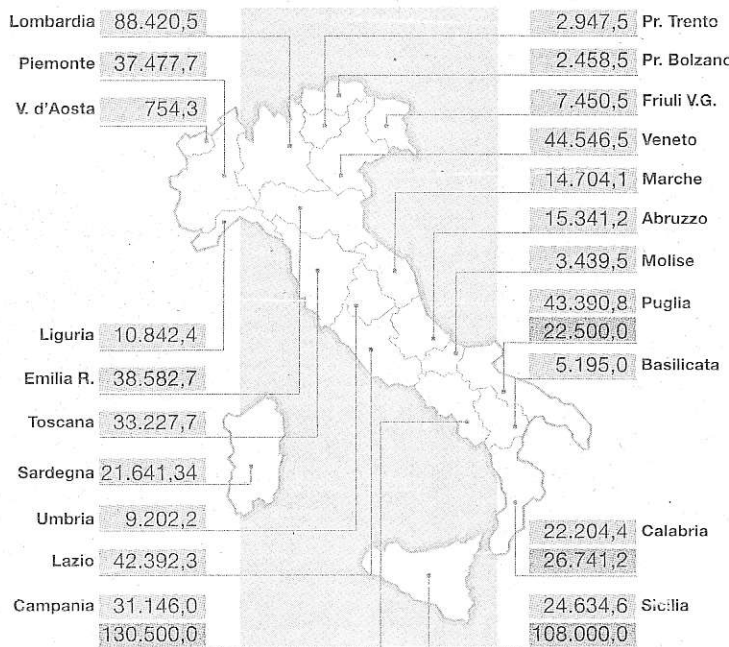 Lombardia 88.420,5
Piemonte 37.477,7
V. d'Aosta 754,3
Liguria 10.842,4
Emilia R. 38.582,7
Toscana 33.227,7
Sardegna 21.641,34
Umbria 9.202,2
Lazio 42.392,3
Campania 31.146,0
130.500,0
2.947,5 Pr. Trento
2.458,5 Pr. Bolzano
7.450,5 Friuli V.G.
44.546,5 Veneto
14.704,1 Marche
15.341,2 Abruzzo
3.439,5 Molise
43.390,8 Puglia
22.500,0
5.195,0 Basilicata
22.204,4 Calabria
26.741,2
24.634,6 Sicilia
108.000,0